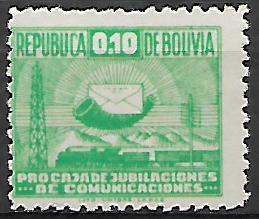 REPUBLICA 0.10 DE BOLIVIA
PRO CAJA DE JUBILACIONES
DE COMUNICACIONES